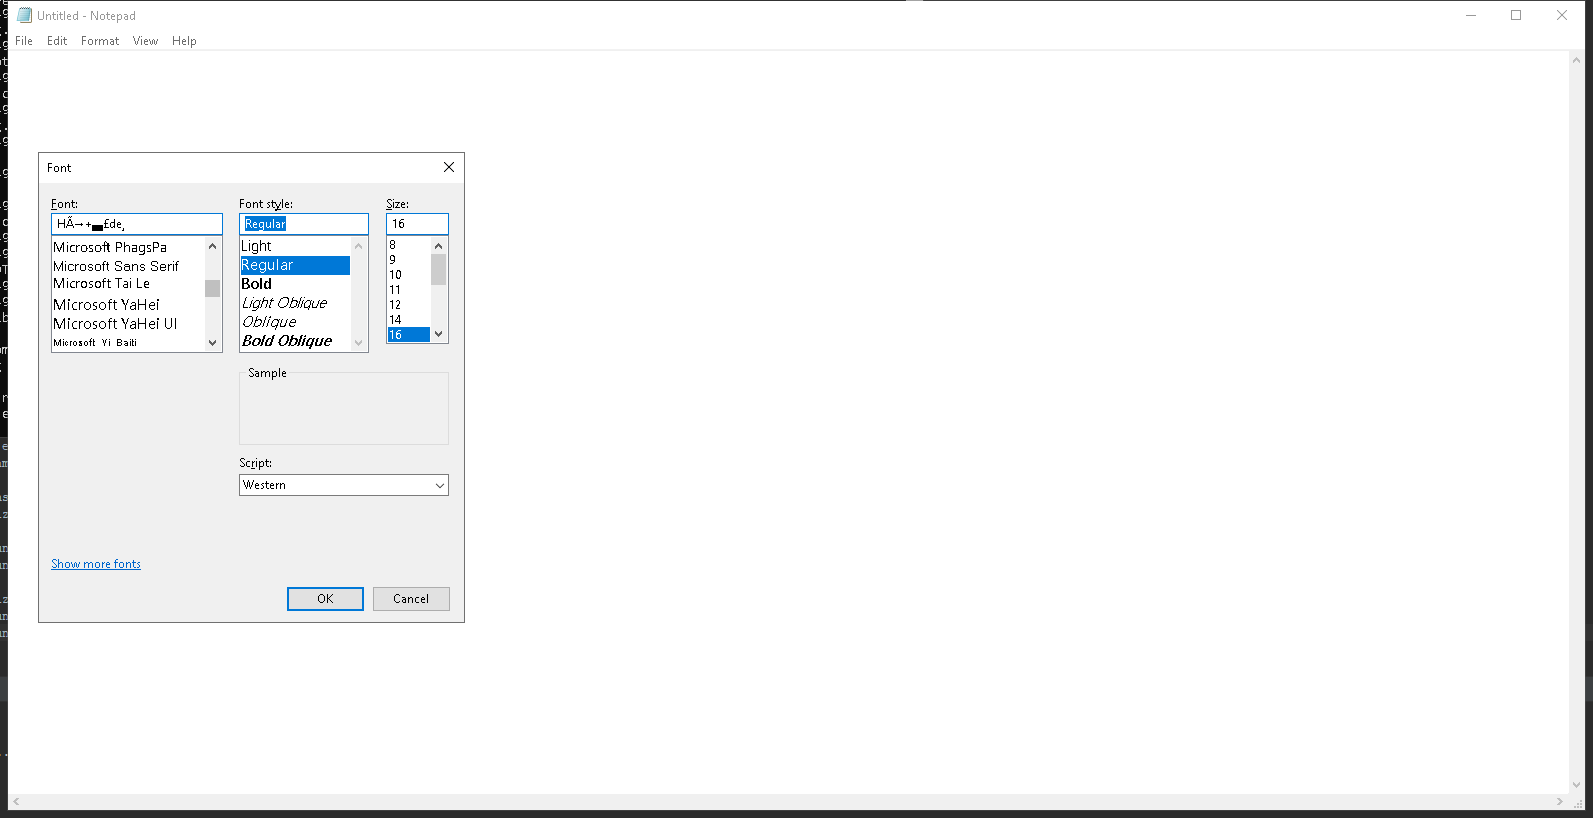 Untitled - Notepad
File Edit Format View Help
Font
Font:
HÃ→+▬£de¸
Microsoft PhagsPa
Microsoft Sans Serif
Microsoft Tai Le
Microsoft YaHei
Microsoft YaHei UI
Microsoft Yi Baiti
Font style:
Regular
Light
Regular
Bold
Light Oblique
Oblique
Bold Oblique
Size:
16
8
9
10
11
12
14
16
Sample
Script:
Western
Show more fonts
OK Cancel